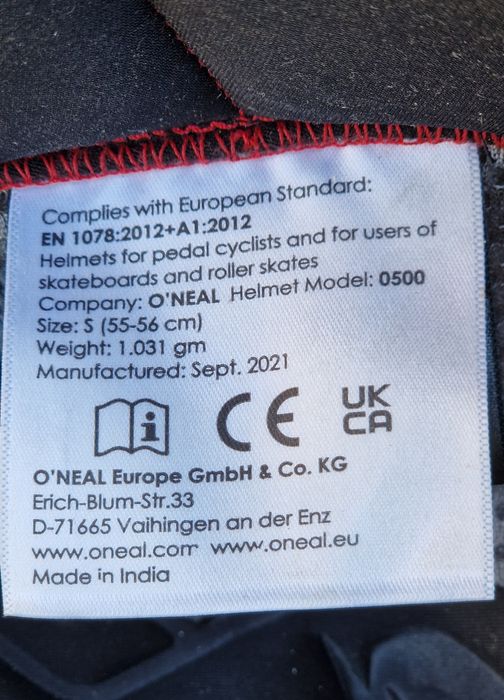 Complies with European Standard:
EN 1078:2012+A1:2012
Helmets for pedal cyclists and for users of
skateboards and roller skates
Company: O'NEAL Helmet Model: 0500
Size: S (55-56 cm)
Weight: 1.031 gm
Manufactured: Sept. 2021
i CE UK
CA
O'NEAL Europe GmbH & Co. KG
Erich-Blum-Str.33
D-71665 Vaihingen an der Enz
www.oneal.com www.oneal.eu
Made in India